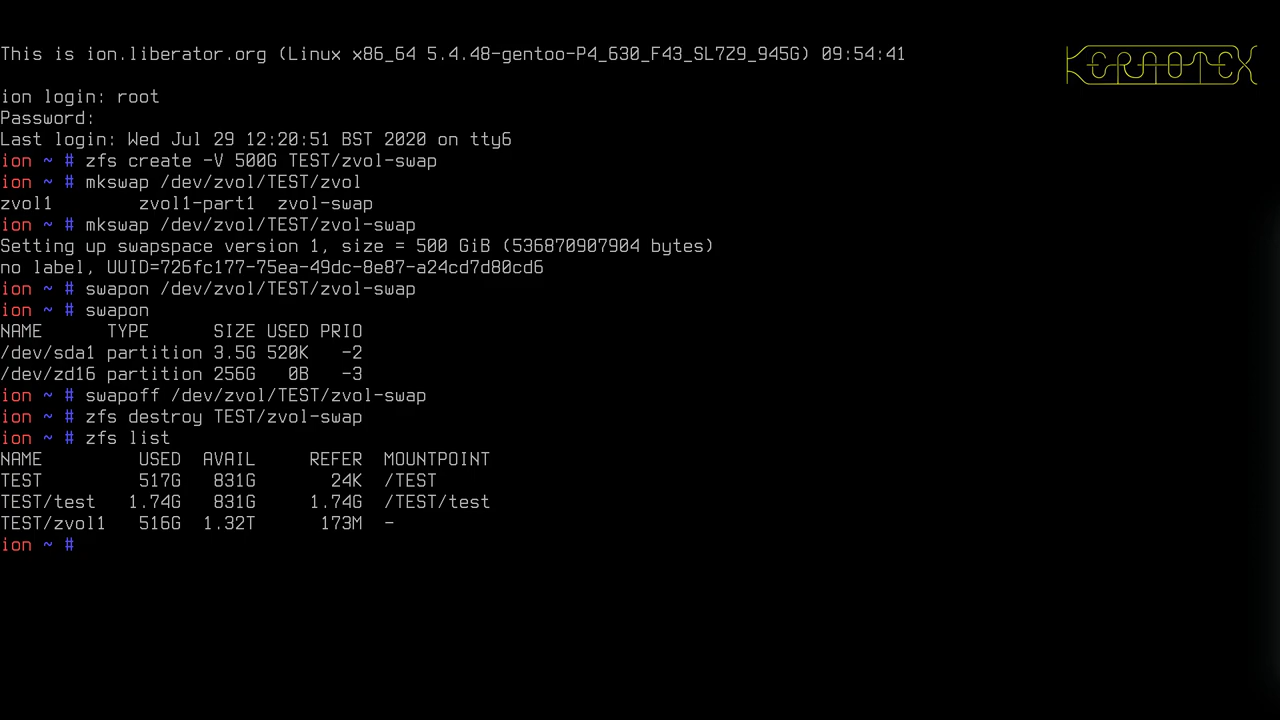 This is ion.liberator.org (Linux x86_64 5.4.48-gentoo-P4_630_F43_SL7Z9_945G) 09:54:41
KERNOTEX
ion login: root
Password:
Last login: Wed Jul 29 12:20:51 BST 2020 on tty6
ion ~ # zfs create -V 500G TEST/zvol-swap
ion ~ # mkswap /dev/zvol/TEST/zvol
zvol1 zvol1-part1 zvol-swap
ion ~ # mkswap /dev/zvol/TEST/zvol-swap
Setting up swapspace version 1, size = 500 GiB (536870907904 bytes)
no label, UUID=726fc177-75ea-49dc-8e87-a24cd7d80cd6
ion ~ # swapon /dev/zvol/TEST/zvol-swap
ion ~ # swapon
NAME TYPE SIZE USED PRIO
/dev/sda1 partition 3.5G 520K -2
/dev/zd16 partition 256G 0B -3
ion ~ # swapoff /dev/zvol/TEST/zvol-swap
ion ~ # zfs destroy TEST/zvol-swap
ion ~ # zfs list
NAME USED AVAIL REFER MOUNTPOINT
TEST 517G 831G 24K /TEST
TEST/test 1.74G 831G 1.74G /TEST/test
TEST/zvol1 516G 1.32T 173M -
ion ~ #